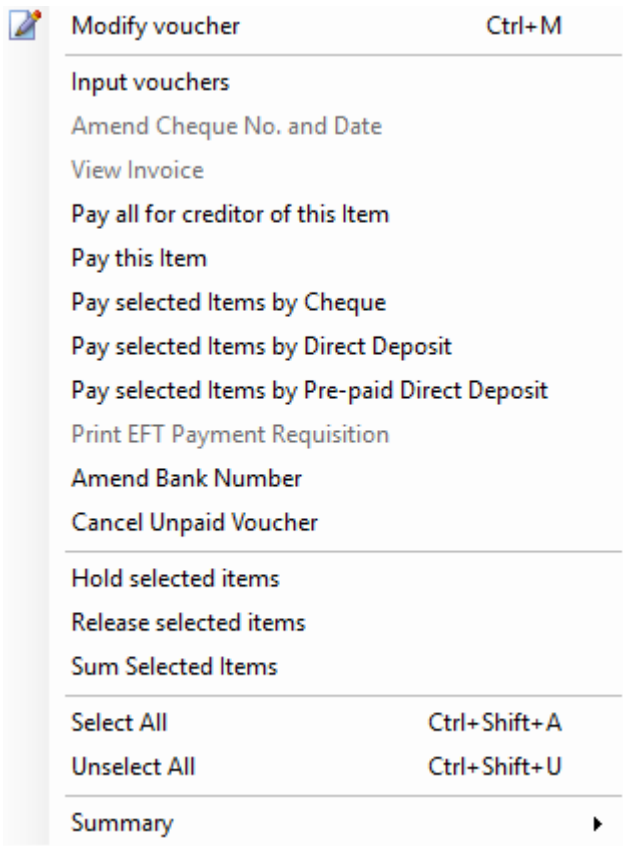 Modify voucher Ctrl+M
Input vouchers
Amend Cheque No. and Date
View Invoice
Pay all for creditor of this Item
Pay this Item
Pay selected Items by Cheque
Pay selected Items by Direct Deposit
Pay selected Items by Pre-paid Direct Deposit
Print EFT Payment Requisition
Amend Bank Number
Cancel Unpaid Voucher
Hold selected items
Release selected items
Sum Selected Items
Select All Ctrl+Shift+A
Unselect All Ctrl+Shift+U
Summary